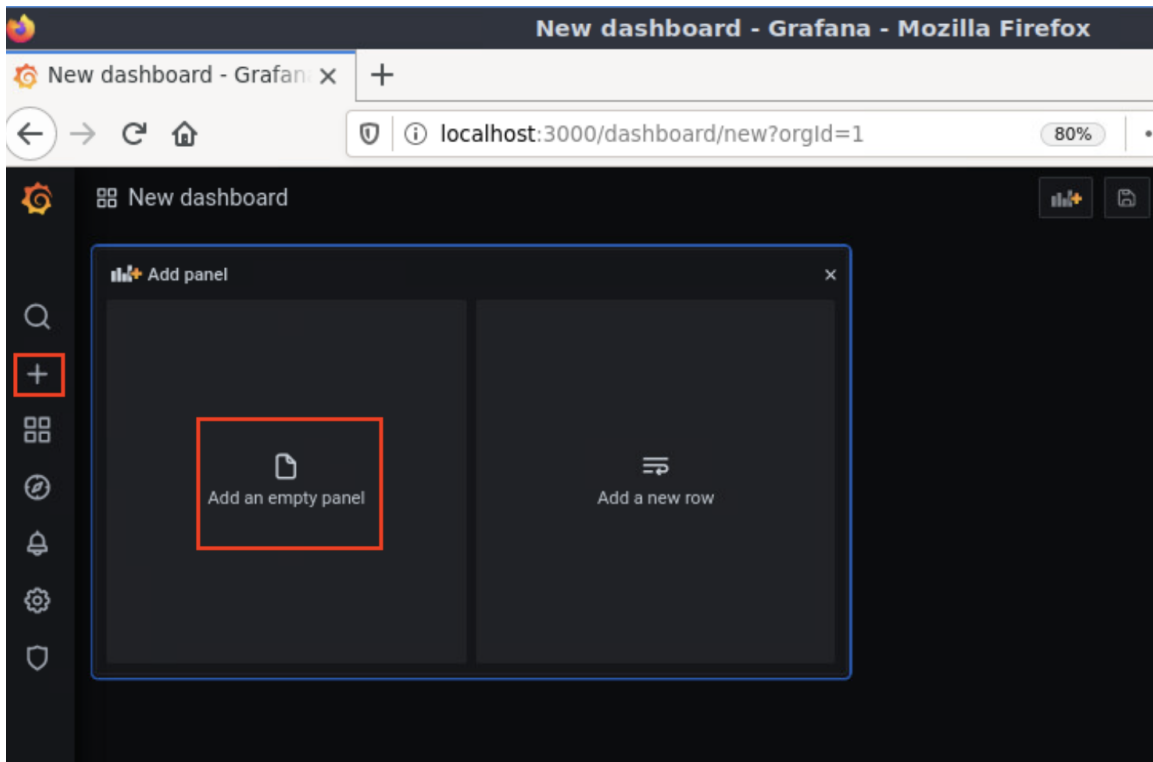 New dashboard - Grafana - Mozilla Firefox
New dashboard - Grafan
localhost:3000/dashboard/new?orgId=1
80%
New dashboard
Add panel
Add an empty panel
Add a new row